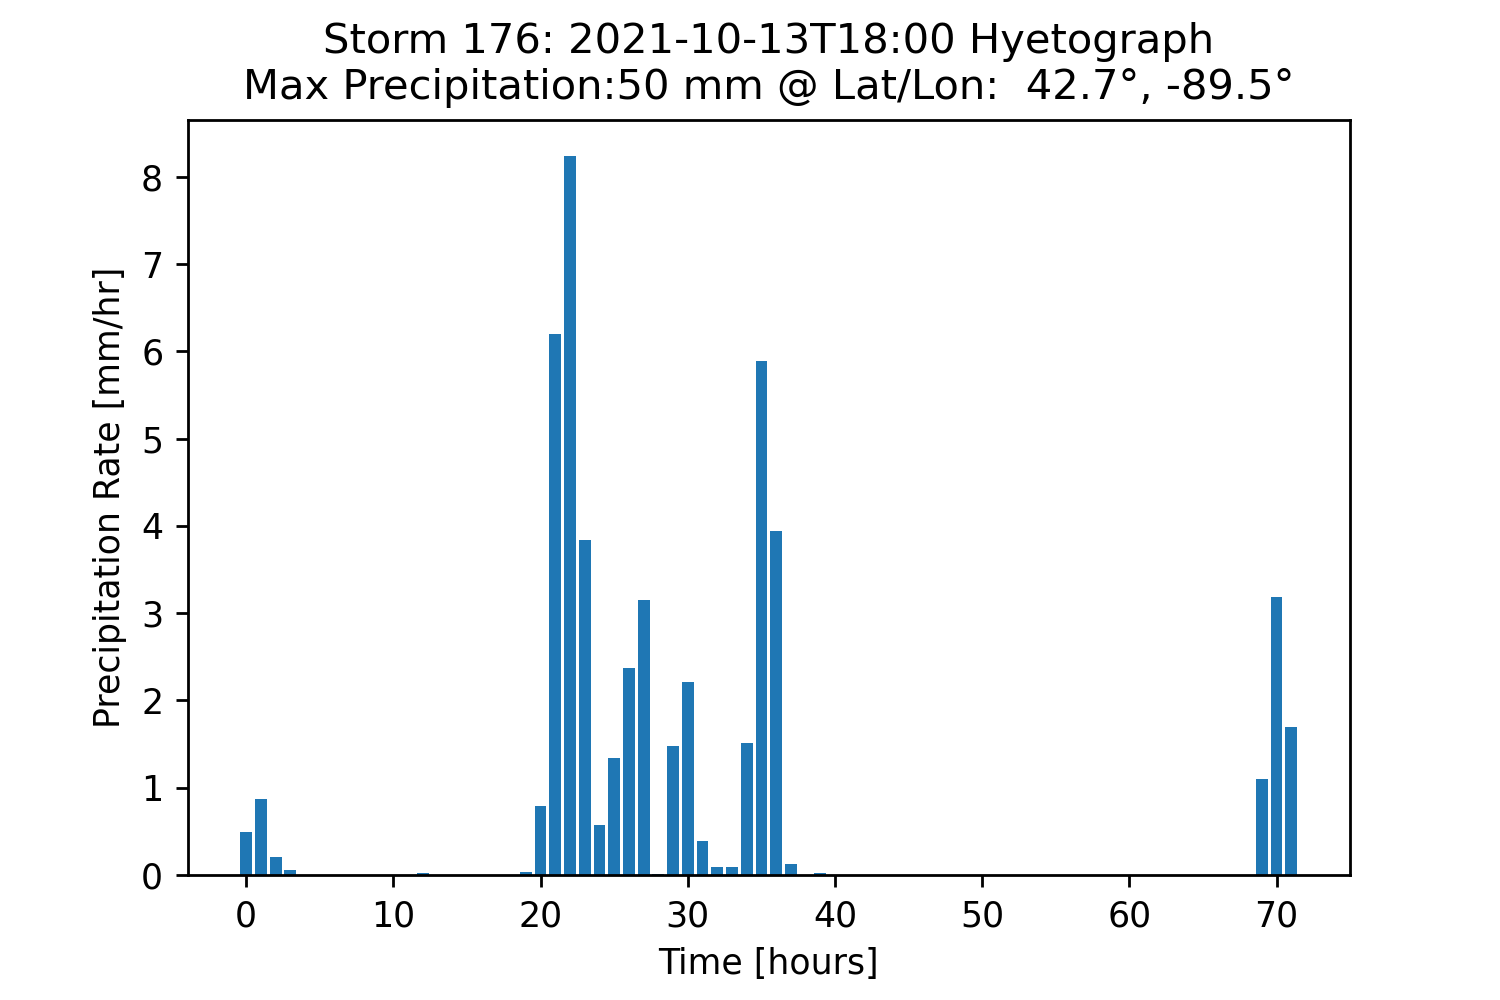 Storm 176: 2021-10-13T18:00 Hyetograph
Max Precipitation:50 mm @ Lat/Lon:  42.7°, -89.5°
Precipitation Rate [mm/hr]
8
7
6
5
4
3
2
1
0
0 10 20 30 40 50 60 70
Time [hours]